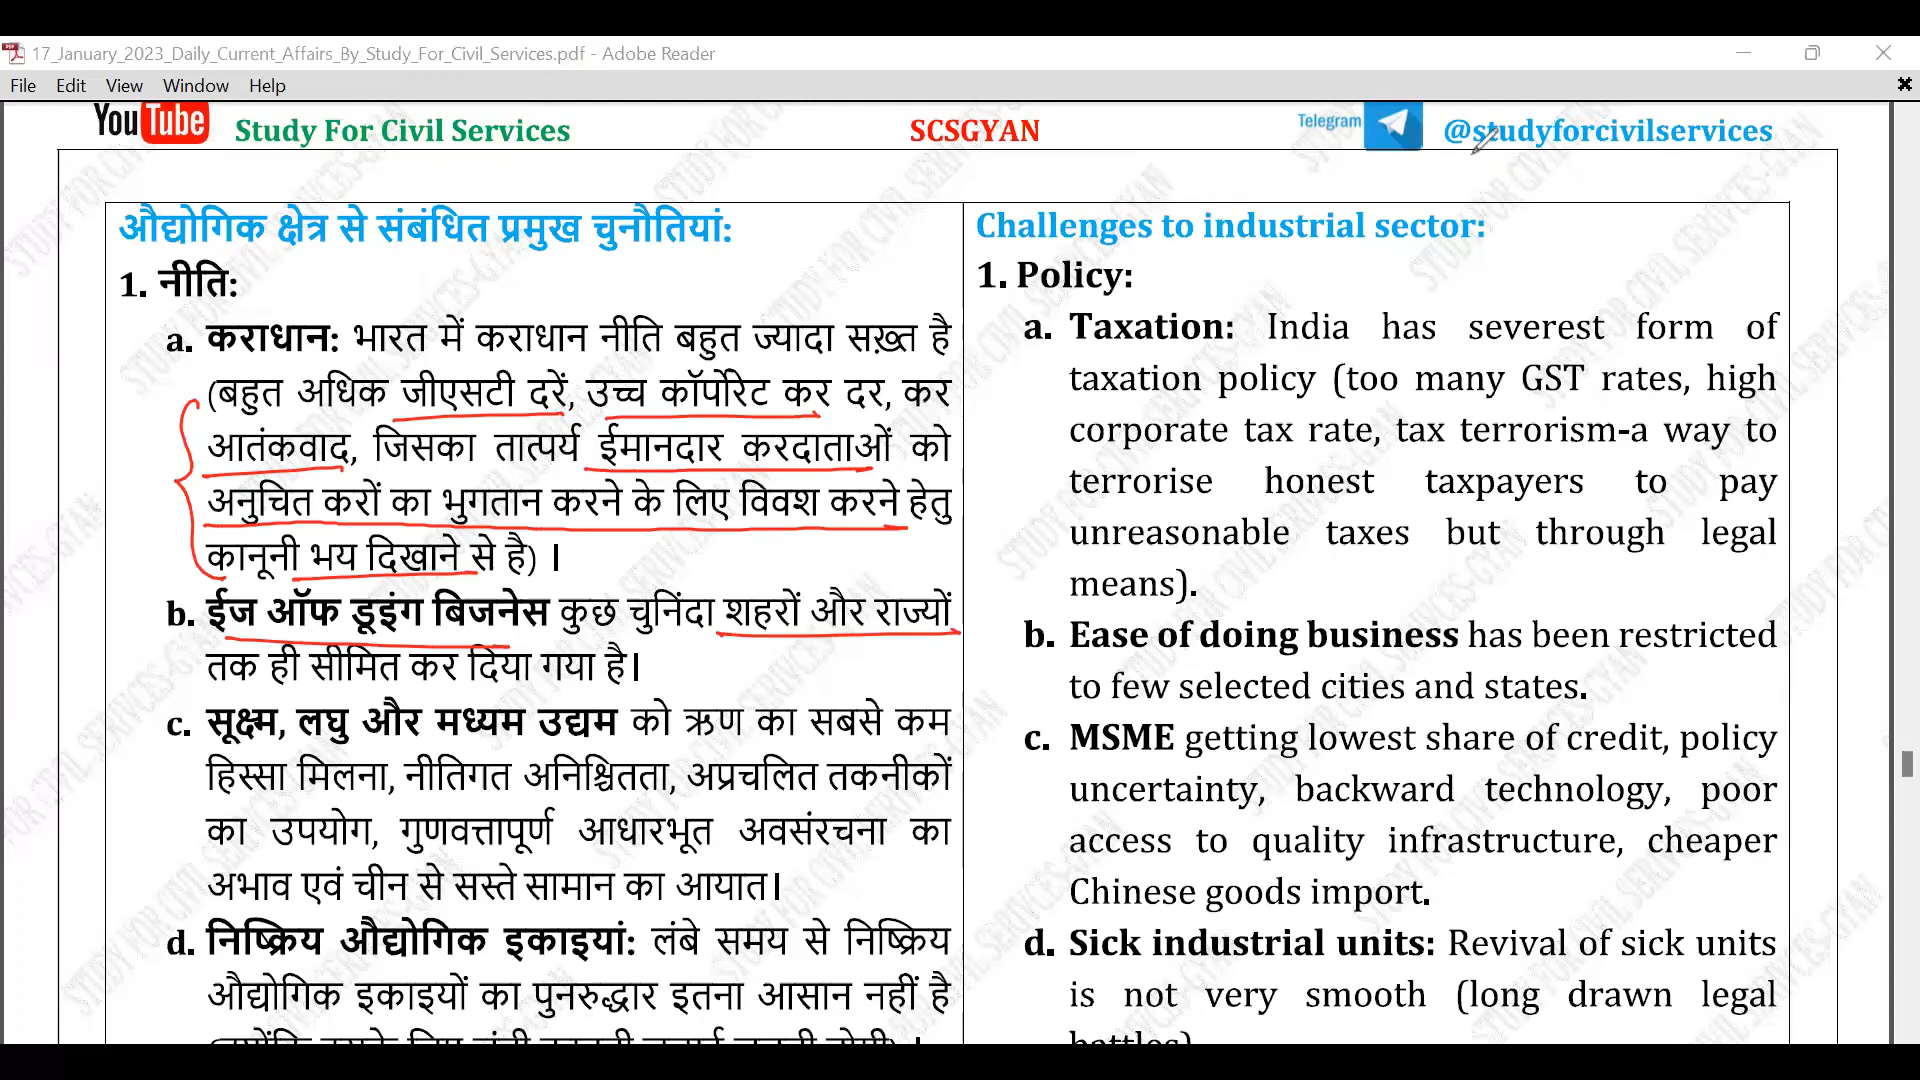 17_January_2023_Daily_Current_Affairs_By_Study_For_Civil_Services.pdf - Adobe Reader
File Edit View Window Help
YouTube Study For Civil Services SCSGYAN Telegram @studyforcivilservices
औद्योगिक क्षेत्र से संबंधित प्रमुख चुनौतियां:
1. नीति:
a. कराधान: भारत में कराधान नीति बहुत ज्यादा सख़्त है
(बहुत अधिक जीएसटी दरें, उच्च कॉर्पोरेट कर दर, कर
आतंकवाद, जिसका तात्पर्य ईमानदार करदाताओं को
अनुचित करों का भुगतान करने के लिए विवश करने हेतु
कानूनी भय दिखाने से है) ।
b. ईज ऑफ डूइंग बिजनेस कुछ चुनिंदा शहरों और राज्यों
तक ही सीमित कर दिया गया है।
c. सूक्ष्म, लघु और मध्यम उद्यम को ऋण का सबसे कम
हिस्सा मिलना, नीतिगत अनिश्चितता, अप्रचलित तकनीकों
का उपयोग, गुणवत्तापूर्ण आधारभूत अवसंरचना का
अभाव एवं चीन से सस्ते सामान का आयात।
d. निष्क्रिय औद्योगिक इकाइयां: लंबे समय से निष्क्रिय
औद्योगिक इकाइयों का पुनरुद्धार इतना आसान नहीं है
Challenges to industrial sector:
1. Policy:
a. Taxation: India has severest form of
taxation policy (too many GST rates, high
corporate tax rate, tax terrorism-a way to
terrorise honest taxpayers to pay
unreasonable taxes but through legal
means).
b. Ease of doing business has been restricted
to few selected cities and states.
c. MSME getting lowest share of credit, policy
uncertainty, backward technology, poor
access to quality infrastructure, cheaper
Chinese goods import.
d. Sick industrial units: Revival of sick units
is not very smooth (long drawn legal
battles)